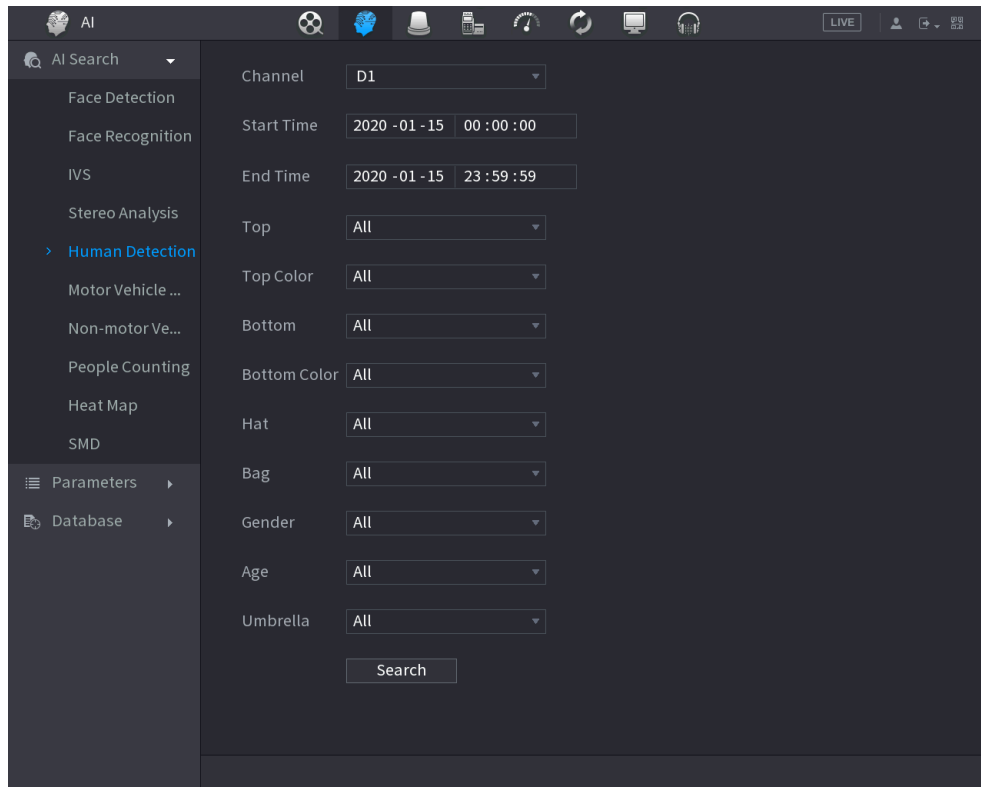 AI
LIVE
AI Search
Face Detection
Face Recognition
IVS
Stereo Analysis
Human Detection
Motor Vehicle ...
Non-motor Ve...
People Counting
Heat Map
SMD
Parameters
Database
Channel D1
Start Time 2020 -01 -15 00 :00 :00
End Time 2020 -01 -15 23 :59 :59
Top All
Top Color All
Bottom All
Bottom Color All
Hat All
Bag All
Gender All
Age All
Umbrella All
Search